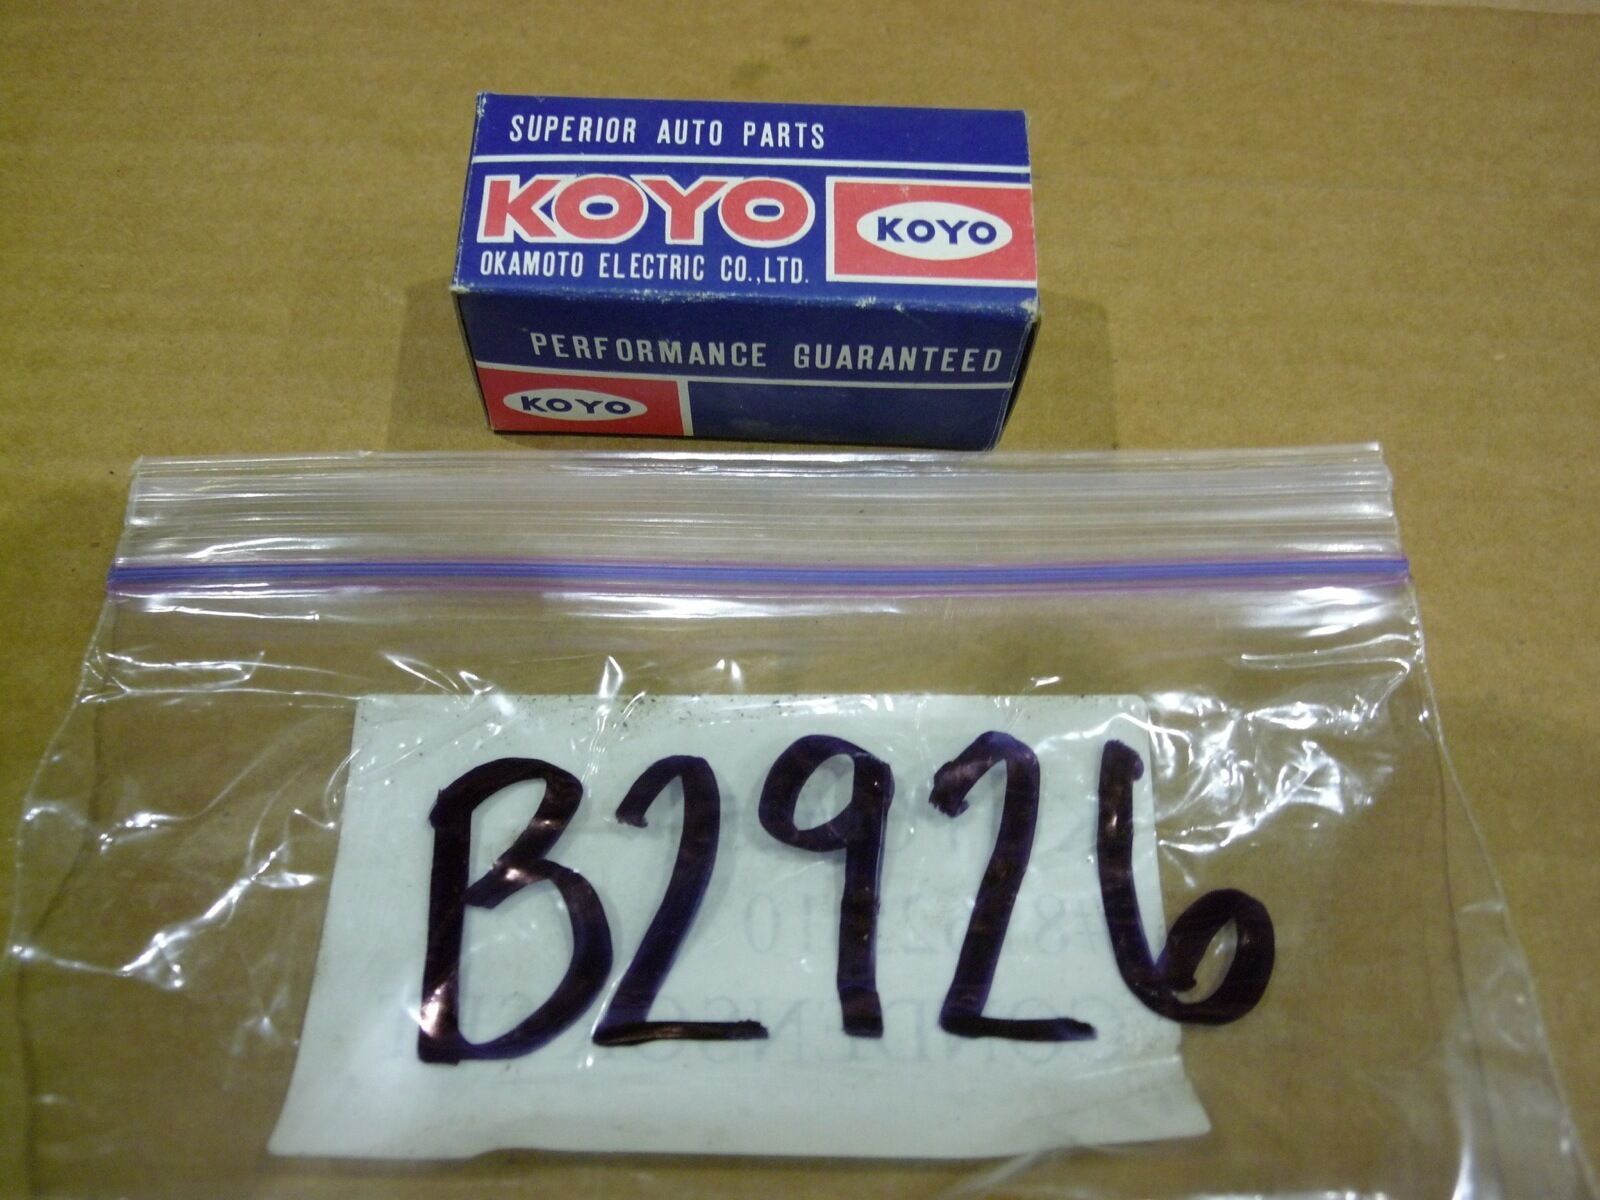 SUPERIOR AUTO PARTS
KOYO
KOYO
OKAMOTO ELECTRIC CO.,LTD.
PERFORMANCE GUARANTEED
KOYO
B2926